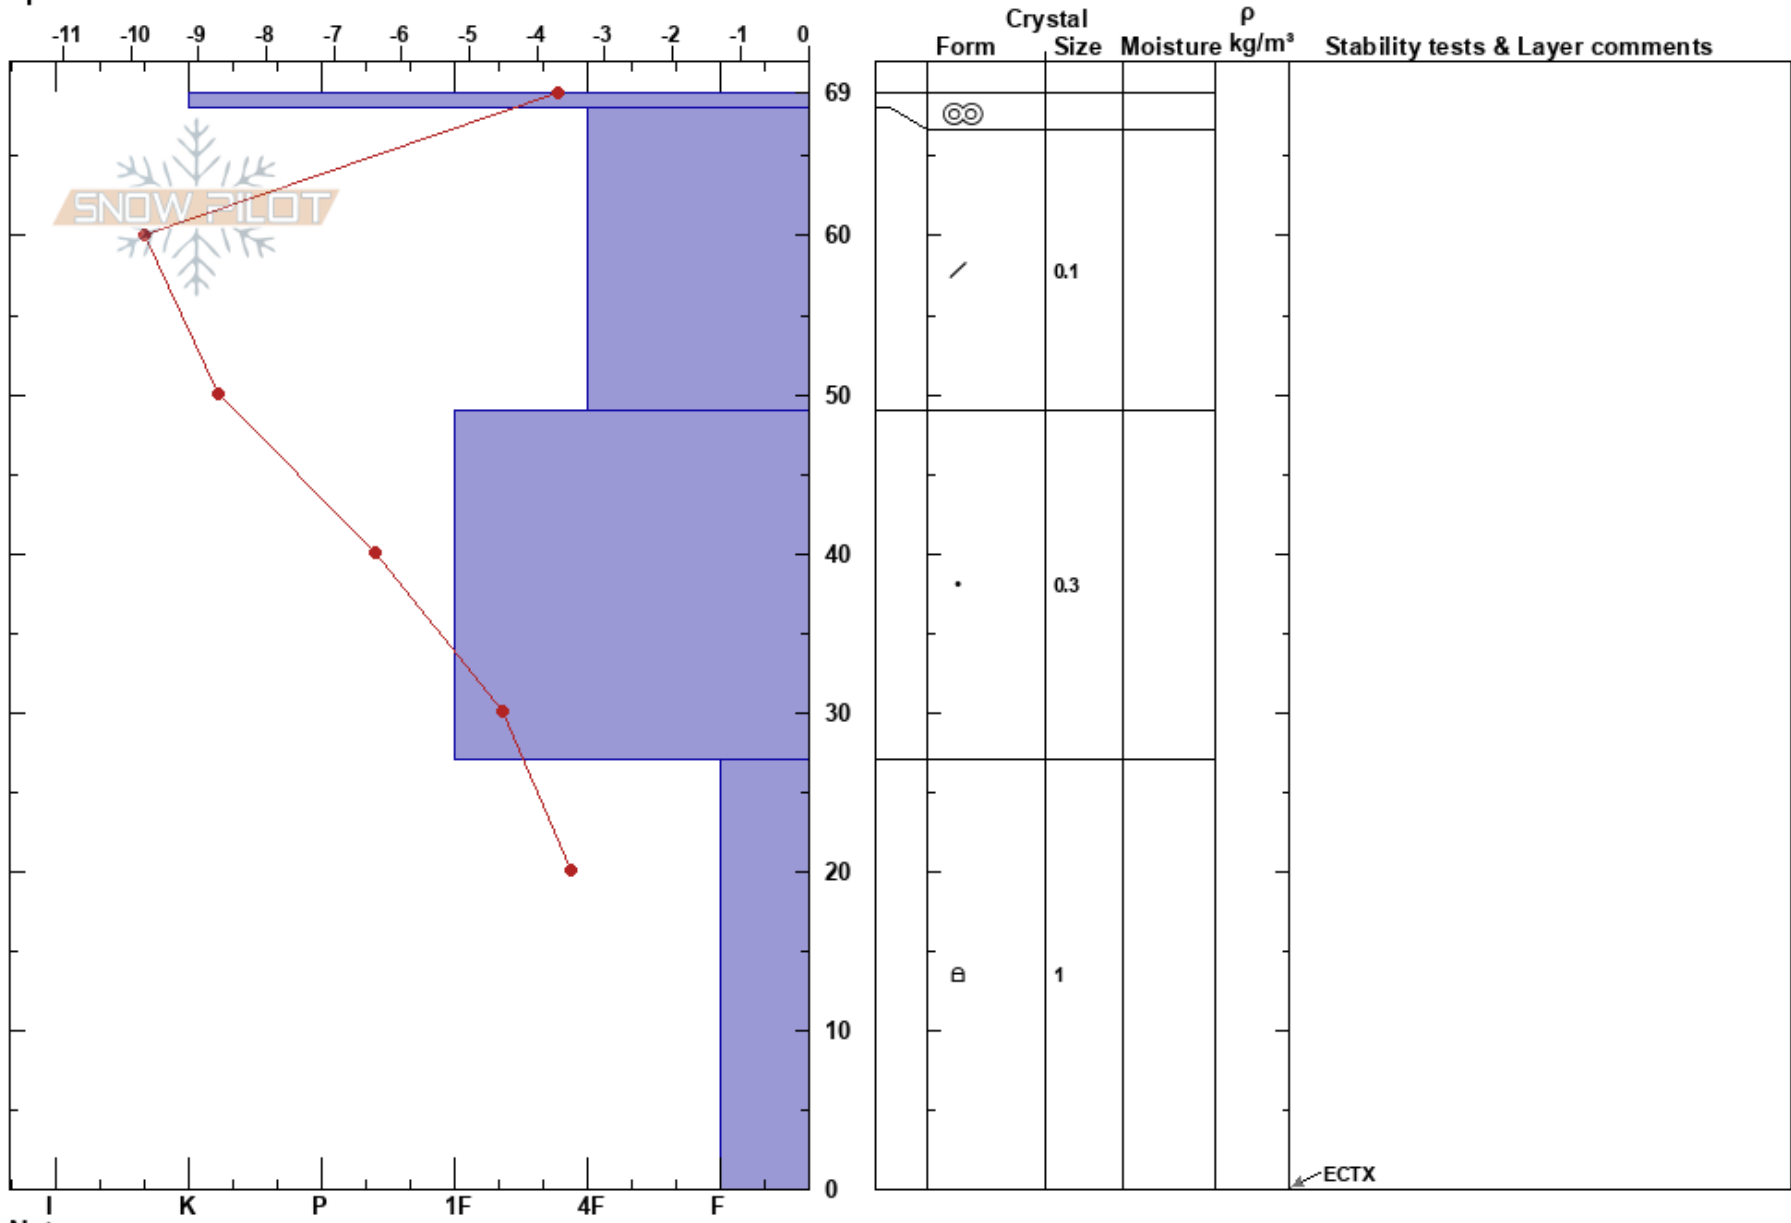 Crystal ρ
Form Size Moisture kg/m³ Stability tests & Layer comments
-11 -10 -9 -8 -7 -6 -5 -4 -3 -2 -1 0
69
SNOW PILOT
60
0.1
50
40
0.3
30
20
1
10
ECTX
0
I K P 1F 4F F